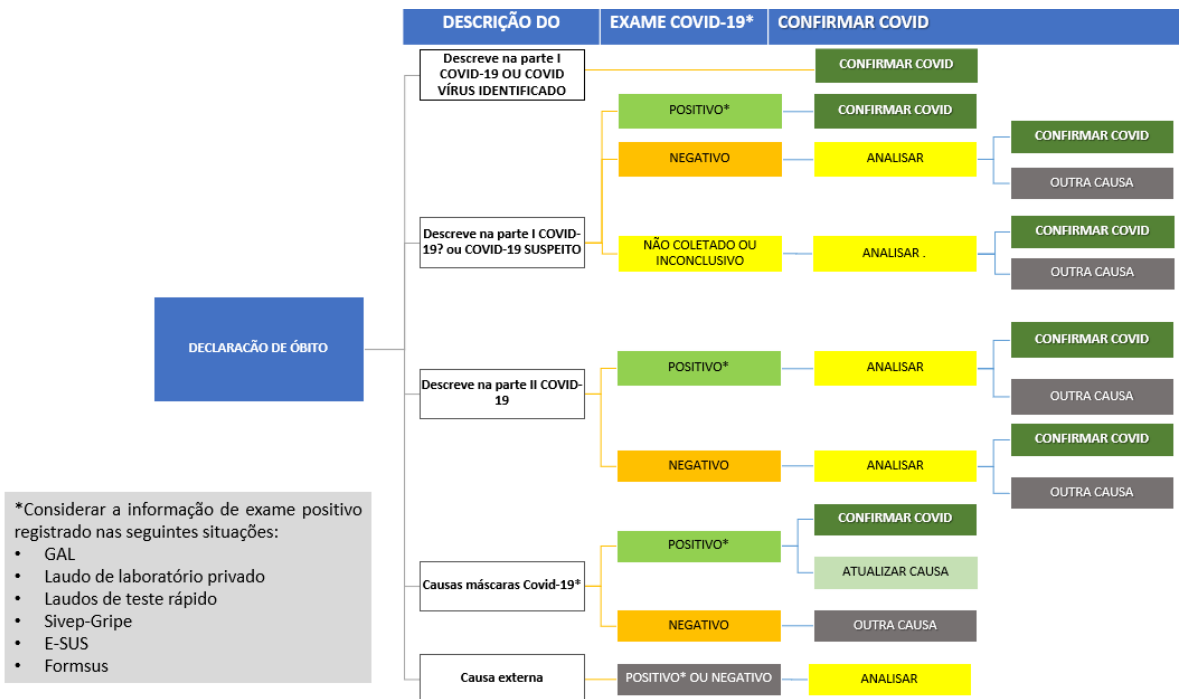 DESCRIÇÃO DO
EXAME COVID-19*
CONFIRMAR COVID
Descreve na parte I
COVID-19 OU COVID
VÍRUS IDENTIFICADO
CONFIRMAR COVID
POSITIVO*
CONFIRMAR COVID
NEGATIVO
ANALISAR
CONFIRMAR COVID
OUTRA CAUSA
Descreve na parte I COVID-
19? ou COVID-19 SUSPEITO
NÃO COLETADO OU
INCONCLUSIVO
ANALISAR .
CONFIRMAR COVID
OUTRA CAUSA
DECLARACÃO DE ÓBITO
Descreve na parte II COVID-
19
POSITIVO*
ANALISAR
CONFIRMAR COVID
OUTRA CAUSA
NEGATIVO
ANALISAR
CONFIRMAR COVID
OUTRA CAUSA
Causas máscaras Covid-19*
POSITIVO*
CONFIRMAR COVID
ATUALIZAR CAUSA
NEGATIVO
OUTRA CAUSA
Causa externa
POSITIVO* OU NEGATIVO
ANALISAR
*Considerar a informação de exame positivo
registrado nas seguintes situações:
• GAL
• Laudo de laboratório privado
• Laudos de teste rápido
• Sivep-Gripe
• E-SUS
• Formsus